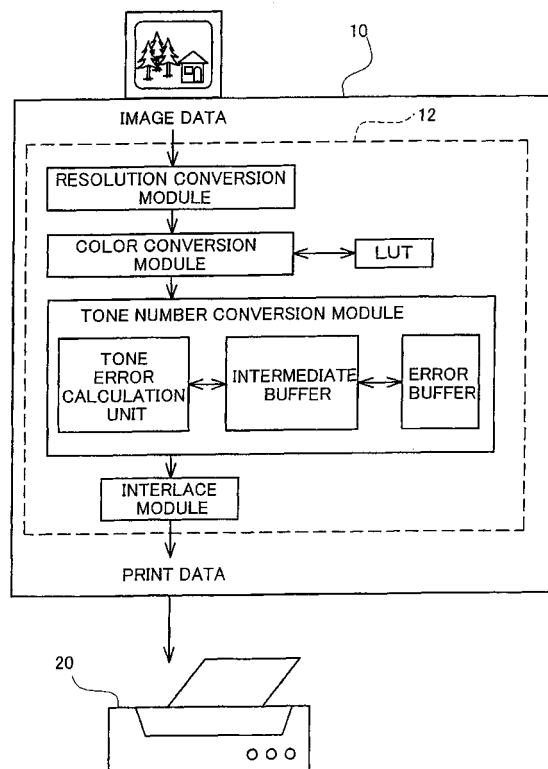 10
IMAGE DATA
12
RESOLUTION CONVERSION
MODULE
COLOR CONVERSION
MODULE
LUT
TONE NUMBER CONVERSION MODULE
TONE
ERROR
CALCULATION
UNIT
INTERMEDIATE
BUFFER
ERROR
BUFFER
INTERLACE
MODULE
PRINT DATA
20